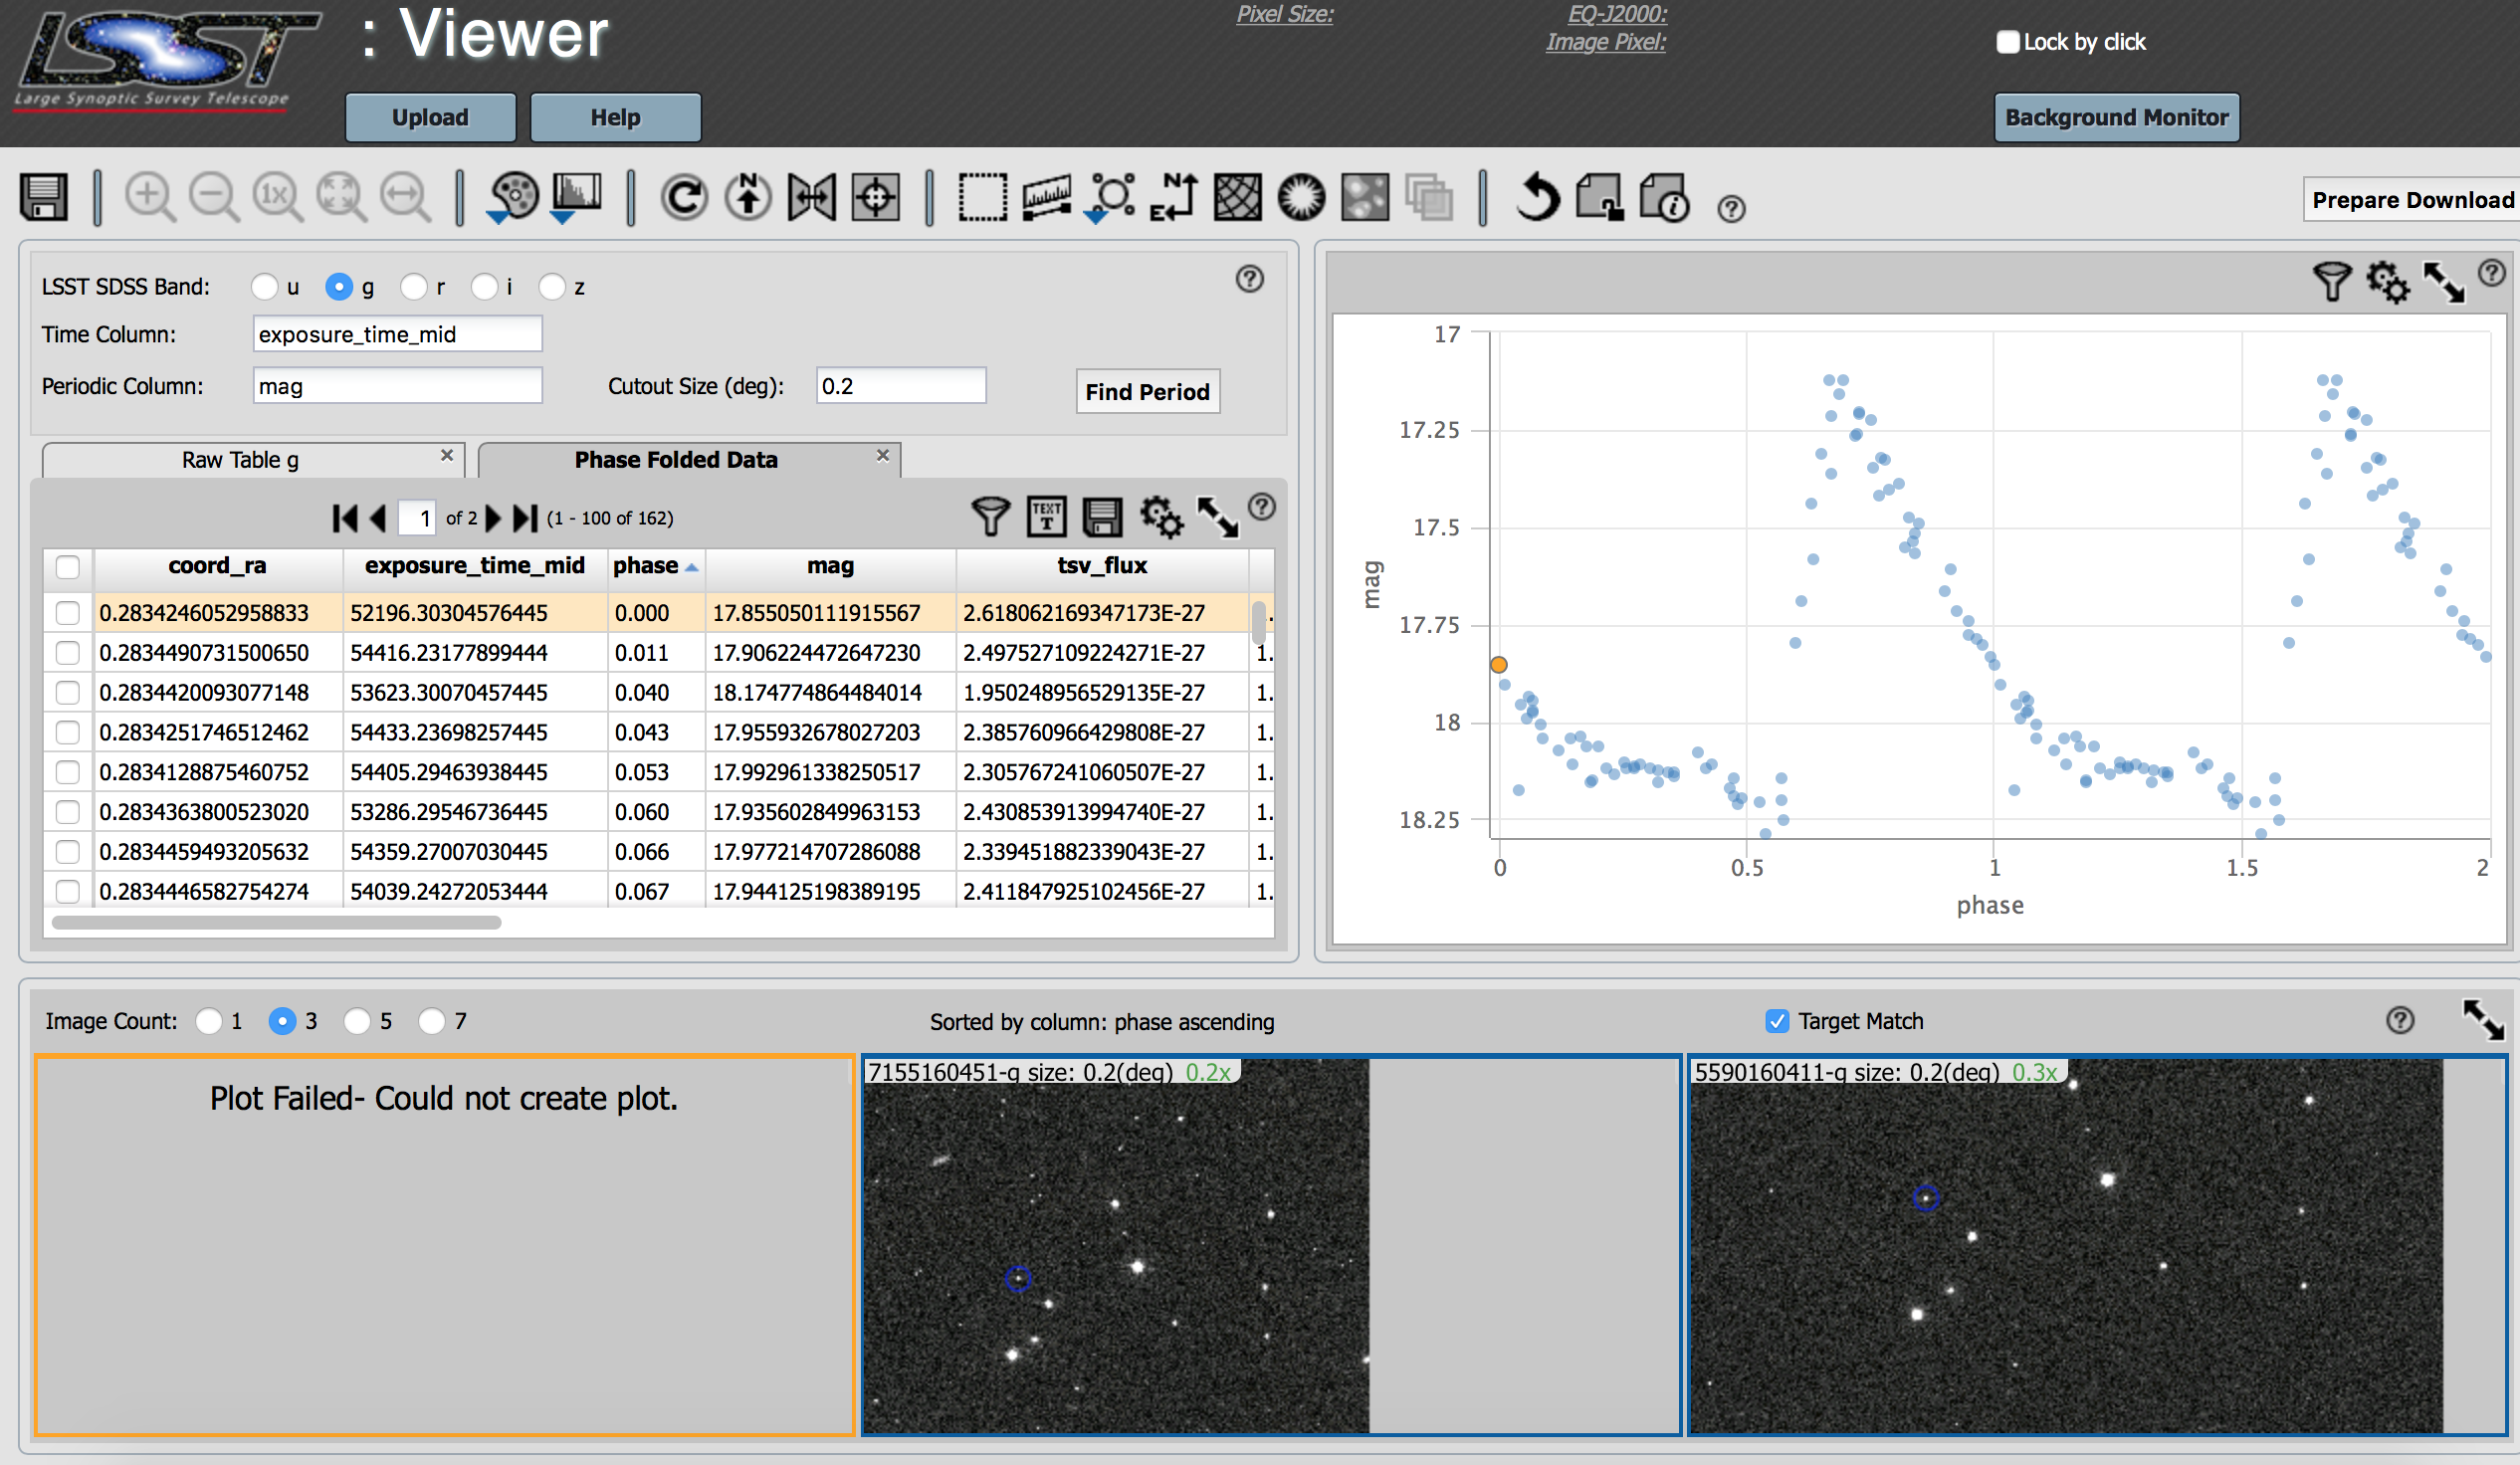 LSST
: Viewer
Large Synoptic Survey Telescope
Pixel Size:
EQ-J2000:
Image Pixel:
Lock by click
Upload
Help
Background Monitor
1x
N
N
E
i
?
Prepare Download
LSST SDSS Band:
u
g
r
i
z
?
Time Column:
exposure_time_mid
Periodic Column:
mag
Cutout Size (deg):
0.2
Find Period
Raw Table g
×
Phase Folded Data
×
1
of 2
(1 - 100 of 162)
TEXT
T
?
coord_ra
exposure_time_mid
phase
mag
tsv_flux
0.2834246052958833 52196.30304576445 0.000 17.855050111915567 2.618062169347173E-27 .
0.2834490731500650 54416.23177899444 0.011 17.906224472647230 2.497527109224271E-27 1.
0.2834420093077148 53623.30070457445 0.040 18.174774864484014 1.950248956529135E-27 1.
0.2834251746512462 54433.23698257445 0.043 17.955932678027203 2.385760966429808E-27 1.
0.2834128875460752 54405.29463938445 0.053 17.992961338250517 2.305767241060507E-27 1.
0.2834363800523020 53286.29546736445 0.060 17.935602849963153 2.430853913994740E-27 1.
0.2834459493205632 54359.27007030445 0.066 17.977214707286088 2.339451882339043E-27 1.
0.2834446582754274 54039.24272053444 0.067 17.944125198389195 2.411847925102456E-27 1.
?
17
17.25
17.5
17.75
18
18.25
mag
0
0.5
1
1.5
2
phase
Image Count:
1
3
5
7
Sorted by column: phase ascending
Target Match
?
Plot Failed- Could not create plot.
7155160451-g size: 0.2(deg) 0.2x
5590160411-g size: 0.2(deg) 0.3x